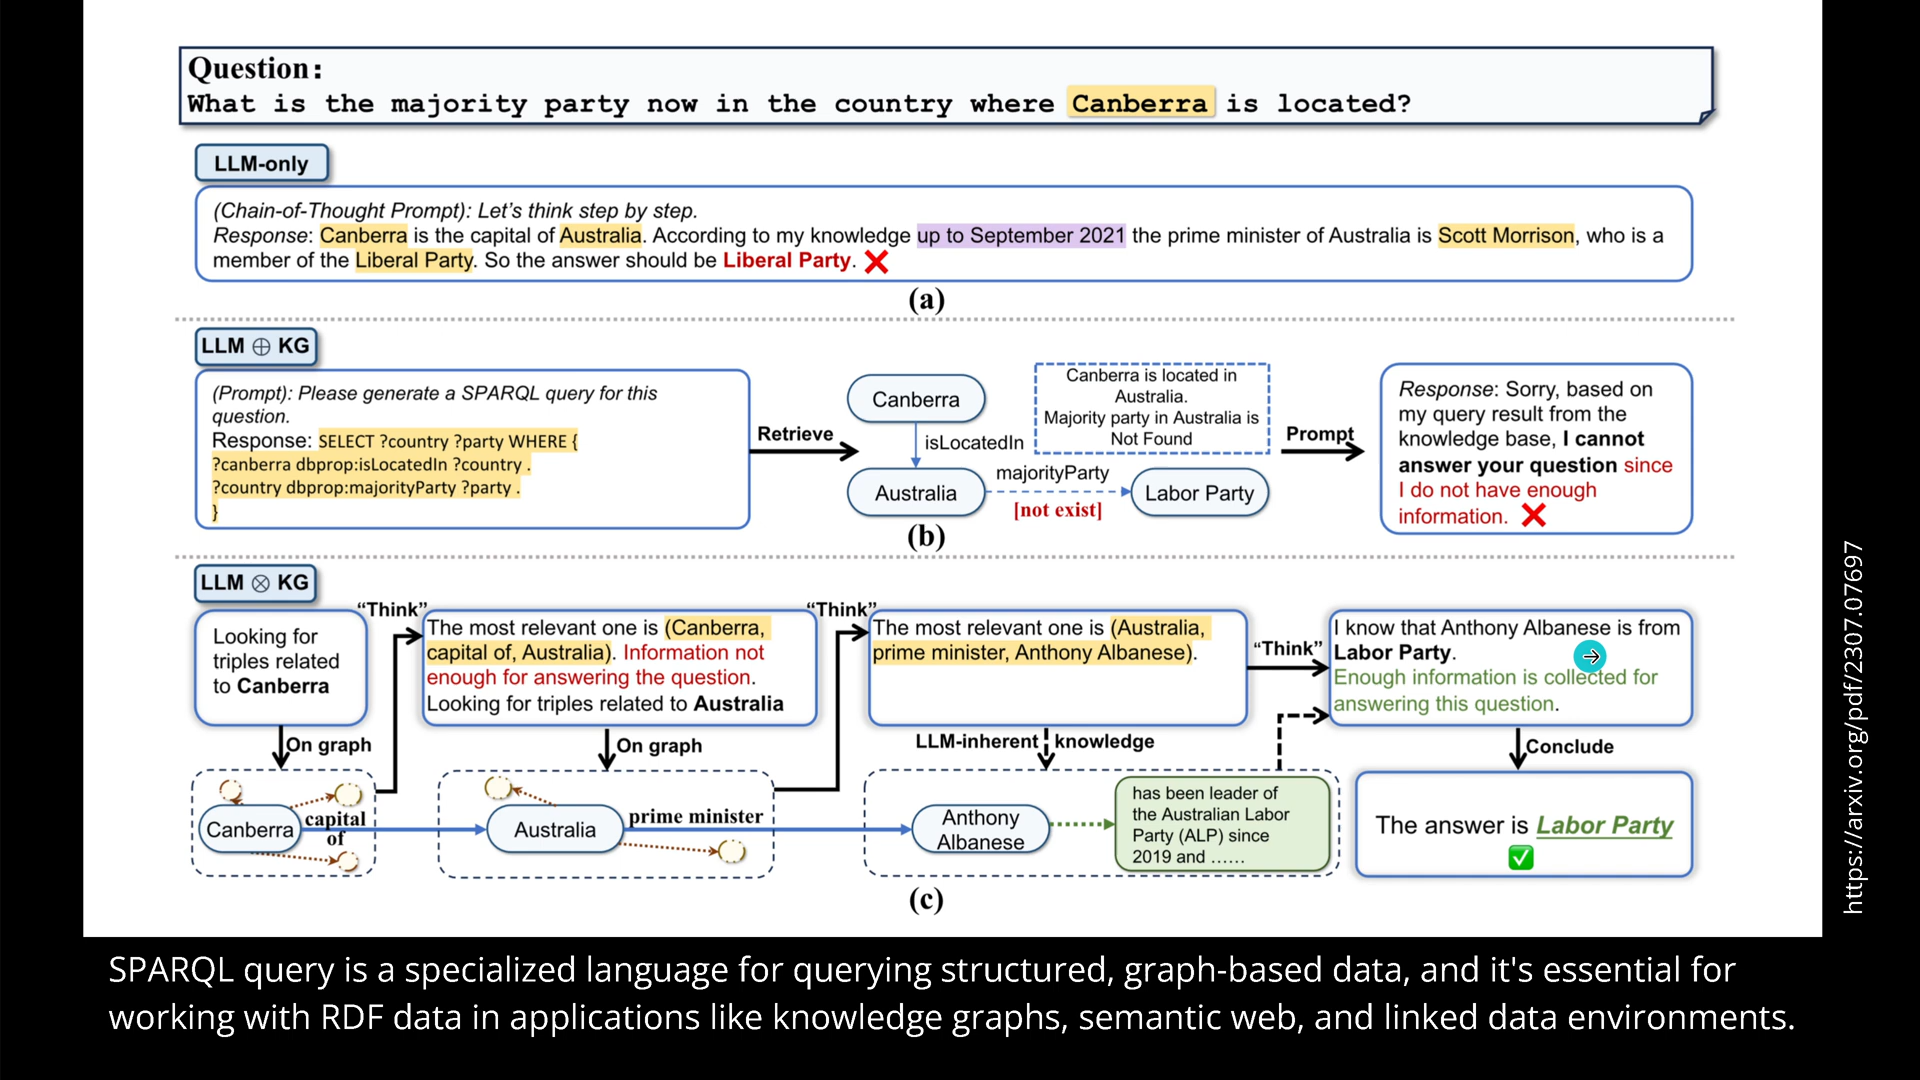 Question:
What is the majority party now in the country where Canberra is located?
LLM-only
(Chain-of-Thought Prompt): Let's think step by step.
Response: Canberra is the capital of Australia. According to my knowledge up to September 2021 the prime minister of Australia is Scott Morrison, who is a
member of the Liberal Party. So the answer should be Liberal Party. ❌
(a)
LLM ⊕ KG
(Prompt): Please generate a SPARQL query for this
question.
Response: SELECT ?country ?party WHERE {
?canberra dbprop:isLocatedIn ?country .
?country dbprop:majorityParty ?party .
}
Retrieve
Canberra
isLocatedIn
Australia
majorityParty
[not exist]
Labor Party
Canberra is located in
Australia.
Majority party in Australia is
Not Found
Prompt
Response: Sorry, based on
my query result from the
knowledge base, I cannot
answer your question since
I do not have enough
information. ❌
(b)
LLM ⊗ KG
Looking for
triples related
to Canberra
"Think"
The most relevant one is (Canberra,
capital of, Australia). Information not
enough for answering the question.
Looking for triples related to Australia
"Think"
The most relevant one is (Australia,
prime minister, Anthony Albanese).
"Think"
I know that Anthony Albanese is from
Labor Party.
Enough information is collected for
answering this question.
On graph
On graph
LLM-inherent knowledge
Conclude
Canberra
capital
of
Australia
prime minister
Anthony
Albanese
has been leader of
the Australian Labor
Party (ALP) since
2019 and ……
The answer is Labor Party
✅
(c)
https://arxiv.org/pdf/2307.07697
SPARQL query is a specialized language for querying structured, graph-based data, and it's essential for
working with RDF data in applications like knowledge graphs, semantic web, and linked data environments.